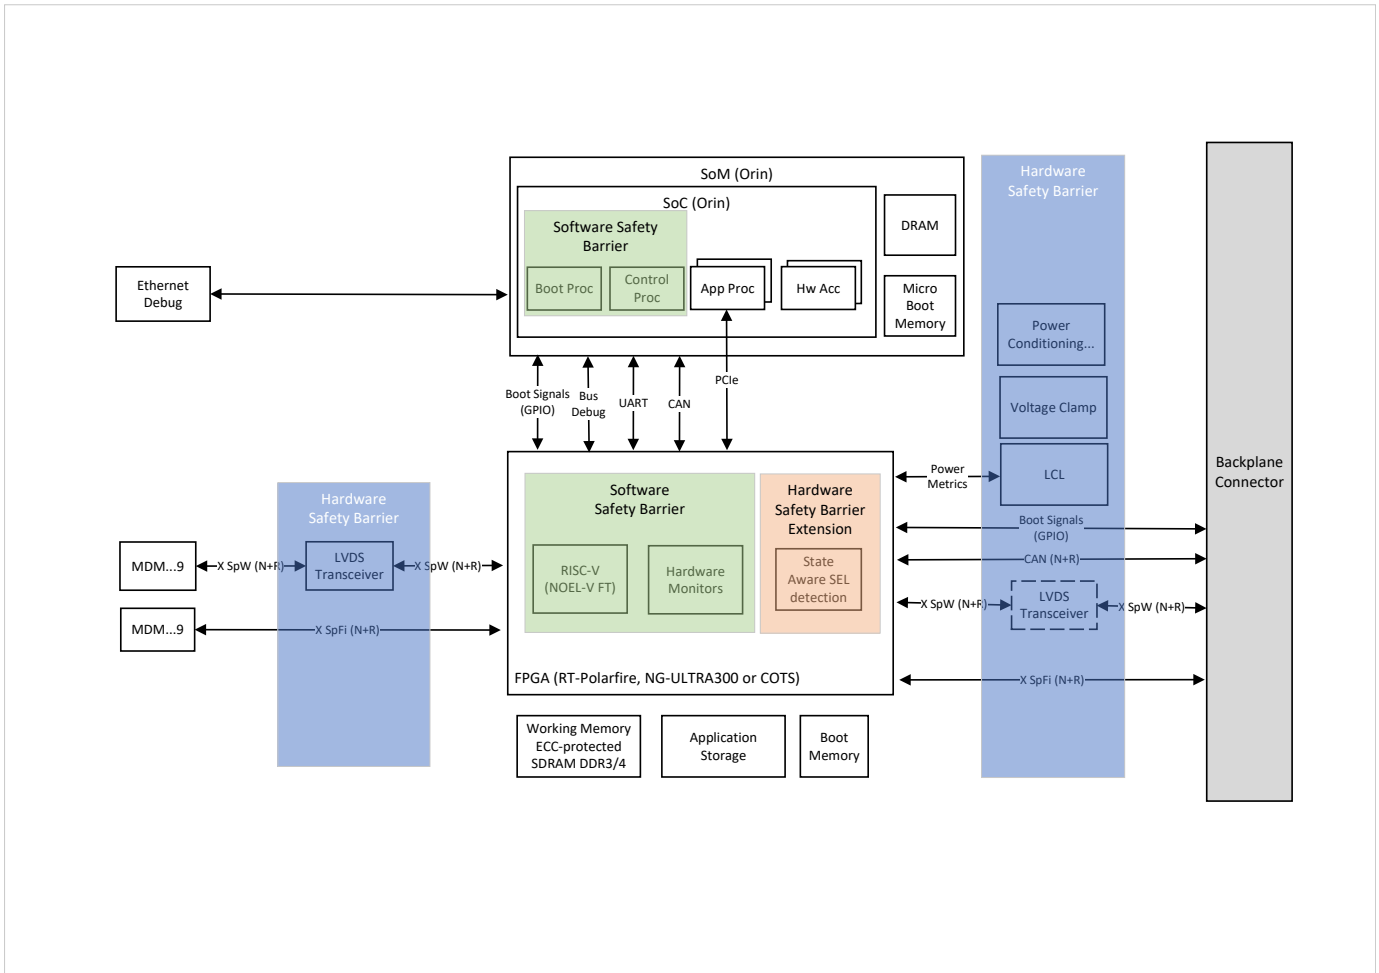 SoM (Orin)
SoC (Orin)
Software Safety
Barrier
Boot Proc
Control
Proc
App Proc
Hw Acc
DRAM
Micro
Boot
Memory
Hardware
Safety Barrier
Ethernet
Debug
Power
Conditioning...
Voltage Clamp
LCL
Boot Signals
(GPIO)
Bus
Debug
UART
CAN
PCIe
Backplane
Connector
Power
Metrics
Boot Signals
(GPIO)
CAN (N+R)
X SpW (N+R)
LVDS
Transceiver
X SpW (N+R)
X SpFi (N+R)
Hardware
Safety Barrier
MDM...9
X SpW (N+R)
LVDS
Transceiver
X SpW (N+R)
MDM...9
X SpFi (N+R)
Software
Safety Barrier
RISC-V
(NOEL-V FT)
Hardware
Monitors
Hardware
Safety Barrier
Extension
State
Aware SEL
detection
FPGA (RT-Polarfire, NG-ULTRA300 or COTS)
Working Memory
ECC-protected
SDRAM DDR3/4
Application
Storage
Boot
Memory